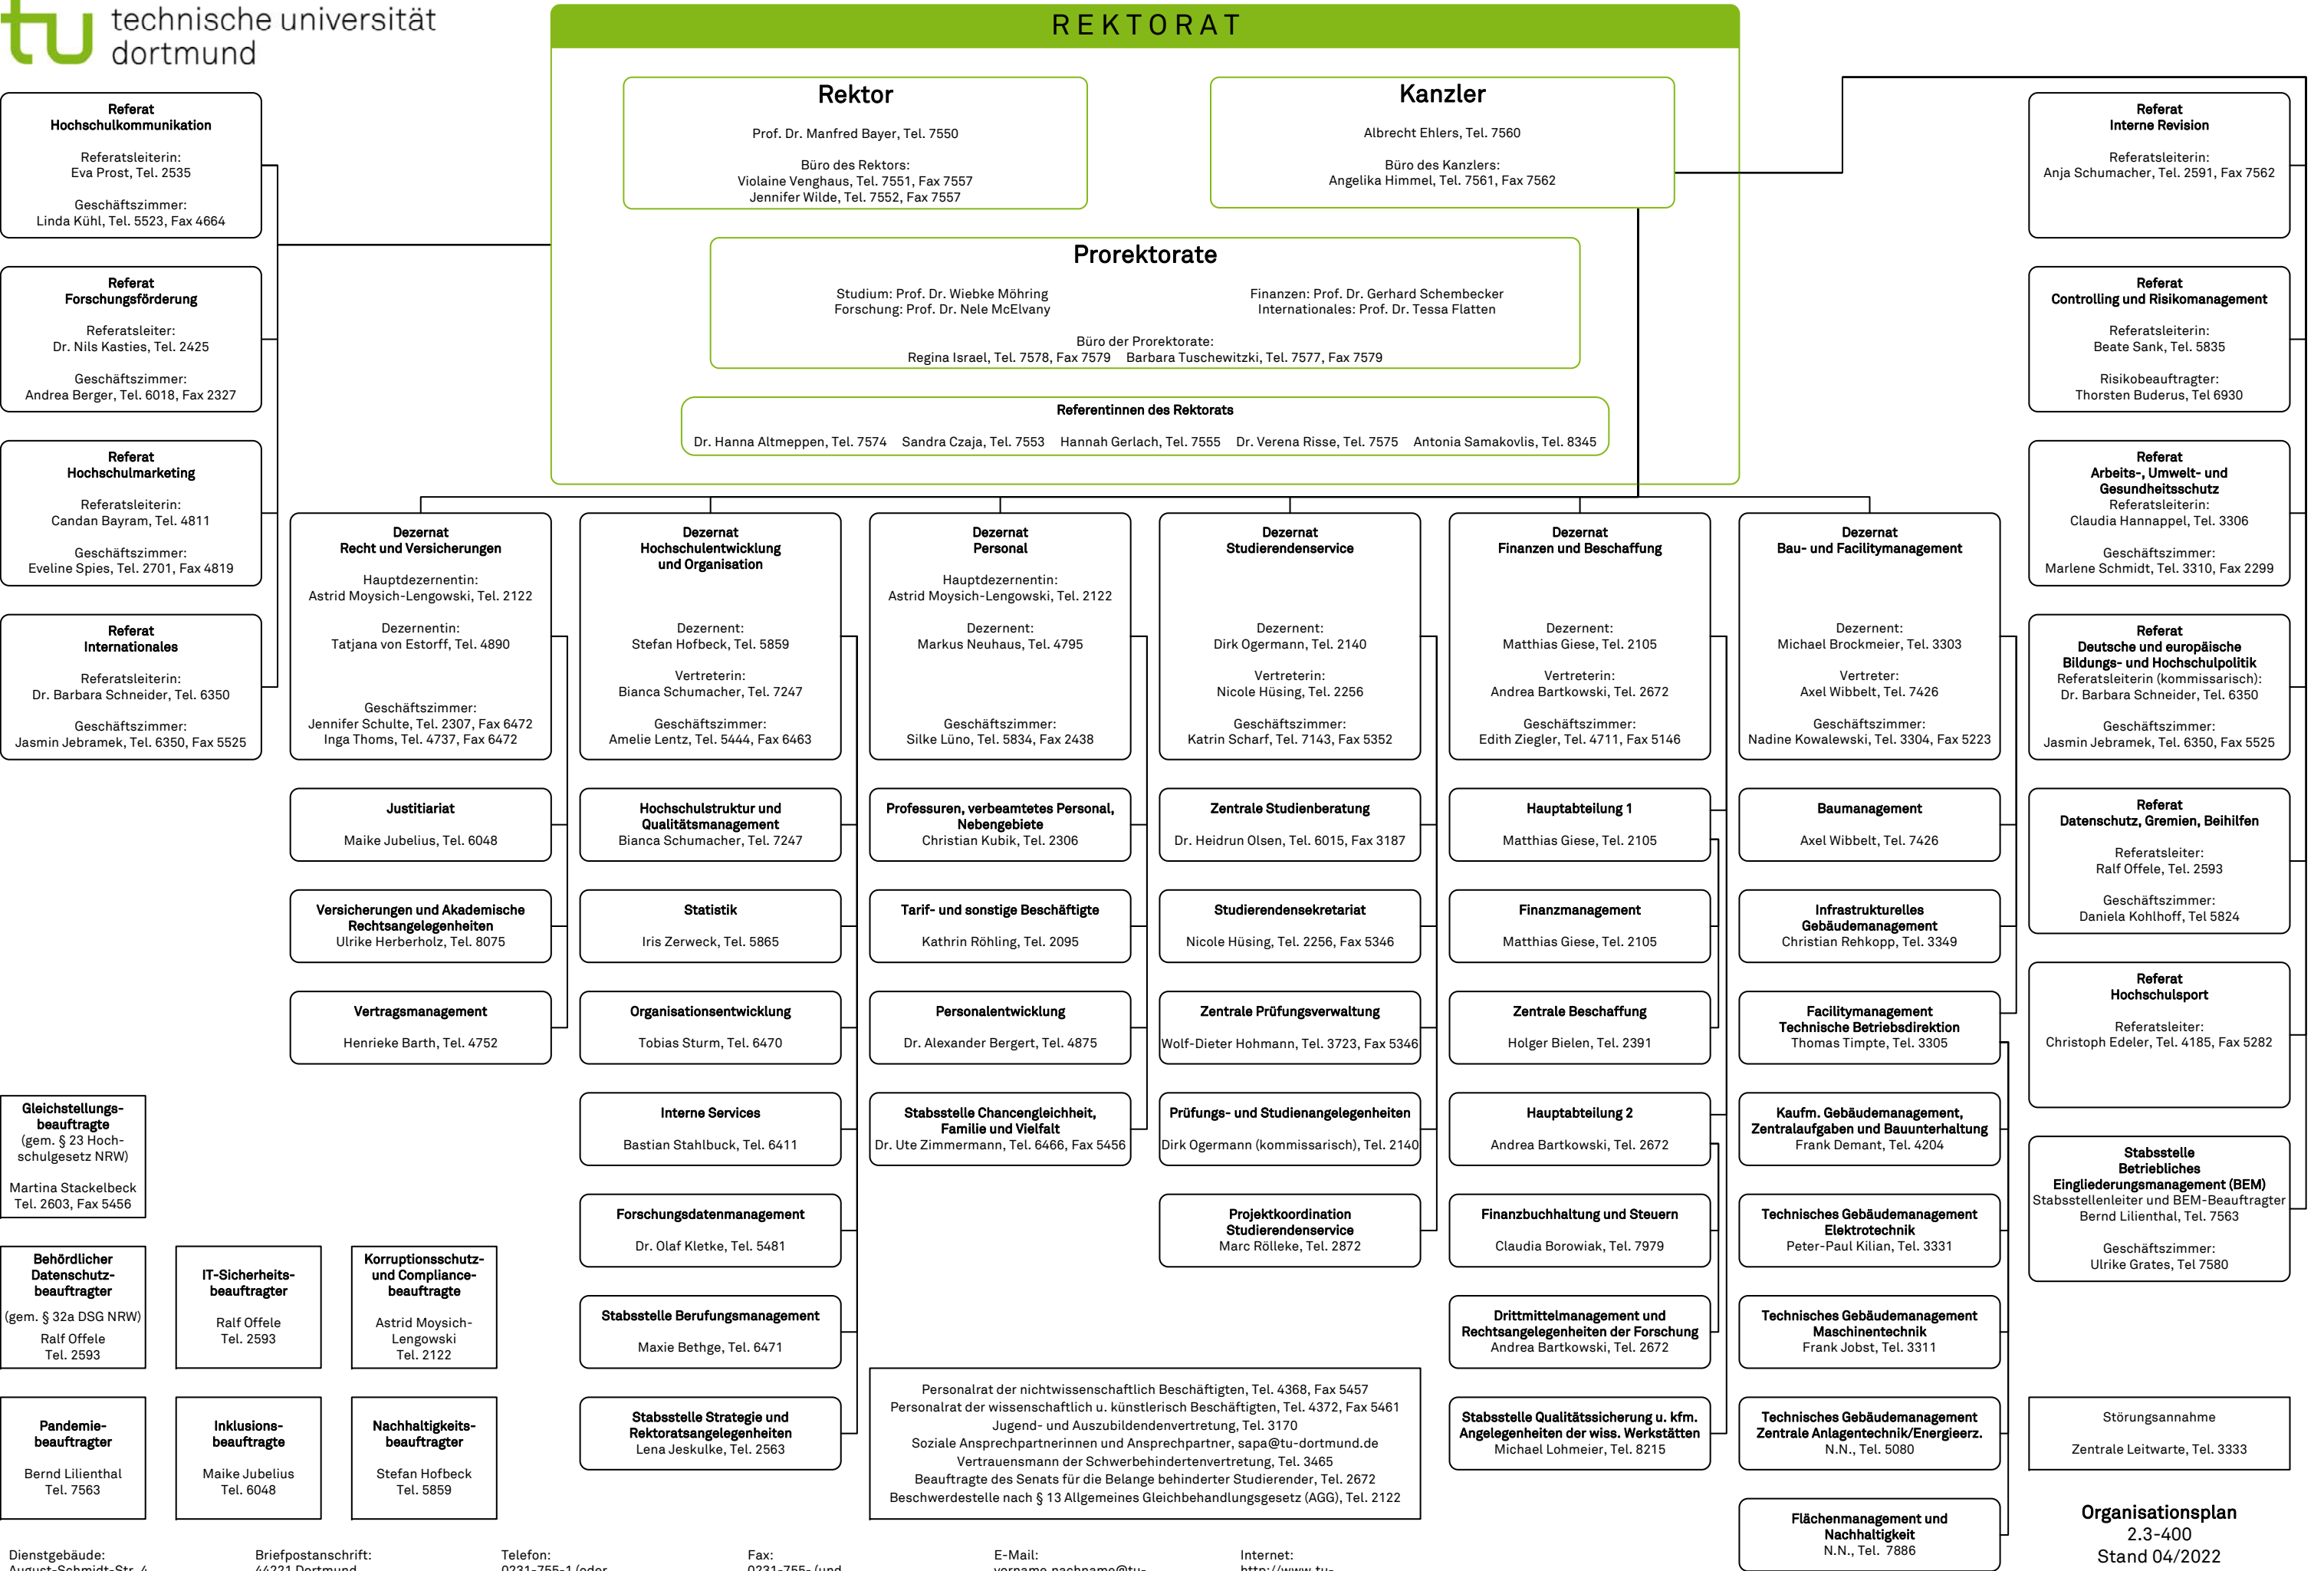 technische universität
dortmund
REKTORAT
Rektor
Prof. Dr. Manfred Bayer, Tel. 7550
Büro des Rektors:
Violaine Venghaus, Tel. 7551, Fax 7557
Jennifer Wilde, Tel. 7552, Fax 7557
Kanzler
Albrecht Ehlers, Tel. 7560
Büro des Kanzlers:
Angelika Himmel, Tel. 7561, Fax 7562
Prorektorate
Studium: Prof. Dr. Wiebke Möhring
Forschung: Prof. Dr. Nele McElvany
Finanzen: Prof. Dr. Gerhard Schembecker
Internationales: Prof. Dr. Tessa Flatten
Büro der Prorektorate:
Regina Israel, Tel. 7578, Fax 7579 Barbara Tuschewitzki, Tel. 7577, Fax 7579
Referentinnen des Rektorats
Dr. Hanna Altmeppen, Tel. 7574 Sandra Czaja, Tel. 7553 Hannah Gerlach, Tel. 7555 Dr. Verena Risse, Tel. 7575 Antonia Samakovlis, Tel. 8345
Referat
Hochschulkommunikation
Referatsleiterin:
Eva Prost, Tel. 2535
Geschäftszimmer:
Linda Kühl, Tel. 5523, Fax 4664
Referat
Forschungsförderung
Referatsleiter:
Dr. Nils Kasties, Tel. 2425
Geschäftszimmer:
Andrea Berger, Tel. 6018, Fax 2327
Referat
Hochschulmarketing
Referatsleiterin:
Candan Bayram, Tel. 4811
Geschäftszimmer:
Eveline Spies, Tel. 2701, Fax 4819
Referat
Internationales
Referatsleiterin:
Dr. Barbara Schneider, Tel. 6350
Geschäftszimmer:
Jasmin Jebramek, Tel. 6350, Fax 5525
Dezernat
Recht und Versicherungen
Hauptdezernentin:
Astrid Moysich-Lengowski, Tel. 2122
Dezernentin:
Tatjana von Estorff, Tel. 4890
Geschäftszimmer:
Jennifer Schulte, Tel. 2307, Fax 6472
Inga Thoms, Tel. 4737, Fax 6472
Justitiariat
Maike Jubelius, Tel. 6048
Versicherungen und Akademische
Rechtsangelegenheiten
Ulrike Herberholz, Tel. 8075
Vertragsmanagement
Henrieke Barth, Tel. 4752
Dezernat
Hochschulentwicklung
und Organisation
Dezernent:
Stefan Hofbeck, Tel. 5859
Vertreterin:
Bianca Schumacher, Tel. 7247
Geschäftszimmer:
Amelie Lentz, Tel. 5444, Fax 6463
Hochschulstruktur und
Qualitätsmanagement
Bianca Schumacher, Tel. 7247
Statistik
Iris Zerweck, Tel. 5865
Organisationsentwicklung
Tobias Sturm, Tel. 6470
Interne Services
Bastian Stahlbuck, Tel. 6411
Forschungsdatenmanagement
Dr. Olaf Kletke, Tel. 5481
Stabsstelle Berufungsmanagement
Maxie Bethge, Tel. 6471
Stabsstelle Strategie und
Rektoratsangelegenheiten
Lena Jeskulke, Tel. 2563
Dezernat
Personal
Hauptdezernentin:
Astrid Moysich-Lengowski, Tel. 2122
Dezernent:
Markus Neuhaus, Tel. 4795
Geschäftszimmer:
Silke Lüno, Tel. 5834, Fax 2438
Professuren, verbeamtetes Personal,
Nebengebiete
Christian Kubik, Tel. 2306
Tarif- und sonstige Beschäftigte
Kathrin Röhling, Tel. 2095
Personalentwicklung
Dr. Alexander Bergert, Tel. 4875
Stabsstelle Chancengleichheit,
Familie und Vielfalt
Dr. Ute Zimmermann, Tel. 6466, Fax 5456
Dezernat
Studierendenservice
Dezernent:
Dirk Ogermann, Tel. 2140
Vertreterin:
Nicole Hüsing, Tel. 2256
Geschäftszimmer:
Katrin Scharf, Tel. 7143, Fax 5352
Zentrale Studienberatung
Dr. Heidrun Olsen, Tel. 6015, Fax 3187
Studierendensekretariat
Nicole Hüsing, Tel. 2256, Fax 5346
Zentrale Prüfungsverwaltung
Wolf-Dieter Hohmann, Tel. 3723, Fax 5346
Prüfungs- und Studienangelegenheiten
Dirk Ogermann (kommissarisch), Tel. 2140
Projektkoordination
Studierendenservice
Marc Rölleke, Tel. 2872
Dezernat
Finanzen und Beschaffung
Dezernent:
Matthias Giese, Tel. 2105
Vertreterin:
Andrea Bartkowski, Tel. 2672
Geschäftszimmer:
Edith Ziegler, Tel. 4711, Fax 5146
Hauptabteilung 1
Matthias Giese, Tel. 2105
Finanzmanagement
Matthias Giese, Tel. 2105
Zentrale Beschaffung
Holger Bielen, Tel. 2391
Hauptabteilung 2
Andrea Bartkowski, Tel. 2672
Finanzbuchhaltung und Steuern
Claudia Borowiak, Tel. 7979
Drittmittelmanagement und
Rechtsangelegenheiten der Forschung
Andrea Bartkowski, Tel. 2672
Stabsstelle Qualitätssicherung u. kfm.
Angelegenheiten der wiss. Werkstätten
Michael Lohmeier, Tel. 8215
Dezernat
Bau- und Facilitymanagement
Dezernent:
Michael Brockmeier, Tel. 3303
Vertreter:
Axel Wibbelt, Tel. 7426
Geschäftszimmer:
Nadine Kowalewski, Tel. 3304, Fax 5223
Baumanagement
Axel Wibbelt, Tel. 7426
Infrastrukturelles
Gebäudemanagement
Christian Rehkopp, Tel. 3349
Facilitymanagement
Technische Betriebsdirektion
Thomas Timpte, Tel. 3305
Kaufm. Gebäudemanagement,
Zentralaufgaben und Bauunterhaltung
Frank Demant, Tel. 4204
Technisches Gebäudemanagement
Elektrotechnik
Peter-Paul Kilian, Tel. 3331
Technisches Gebäudemanagement
Maschinentechnik
Frank Jobst, Tel. 3311
Technisches Gebäudemanagement
Zentrale Anlagentechnik/Energieerz.
N.N., Tel. 5080
Flächenmanagement und
Nachhaltigkeit
N.N., Tel. 7886
Referat
Interne Revision
Referatsleiterin:
Anja Schumacher, Tel. 2591, Fax 7562
Referat
Controlling und Risikomanagement
Referatsleiterin:
Beate Sank, Tel. 5835
Risikobeauftragter:
Thorsten Buderus, Tel 6930
Referat
Arbeits-, Umwelt- und
Gesundheitsschutz
Referatsleiterin:
Claudia Hannappel, Tel. 3306
Geschäftszimmer:
Marlene Schmidt, Tel. 3310, Fax 2299
Referat
Deutsche und europäische
Bildungs- und Hochschulpolitik
Referatsleiterin (kommissarisch):
Dr. Barbara Schneider, Tel. 6350
Geschäftszimmer:
Jasmin Jebramek, Tel. 6350, Fax 5525
Referat
Datenschutz, Gremien, Beihilfen
Referatsleiter:
Ralf Offele, Tel. 2593
Geschäftszimmer:
Daniela Kohlhoff, Tel 5824
Referat
Hochschulsport
Referatsleiter:
Christoph Edeler, Tel. 4185, Fax 5282
Stabsstelle
Betriebliches
Eingliederungsmanagement (BEM)
Stabsstellenleiter und BEM-Beauftragter
Bernd Lilienthal, Tel. 7563
Geschäftszimmer:
Ulrike Grates, Tel 7580
Störungsannahme
Zentrale Leitwarte, Tel. 3333
Gleichstellungs-
beauftragte
(gem. § 23 Hoch-
schulgesetz NRW)
Martina Stackelbeck
Tel. 2603, Fax 5456
Behördlicher
Datenschutz-
beauftragter
(gem. § 32a DSG NRW)
Ralf Offele
Tel. 2593
IT-Sicherheits-
beauftragter
Ralf Offele
Tel. 2593
Korruptionsschutz-
und Compliance-
beauftragte
Astrid Moysich-
Lengowski
Tel. 2122
Pandemie-
beauftragter
Bernd Lilienthal
Tel. 7563
Inklusions-
beauftragte
Maike Jubelius
Tel. 6048
Nachhaltigkeits-
beauftragter
Stefan Hofbeck
Tel. 5859
Personalrat der nichtwissenschaftlich Beschäftigten, Tel. 4368, Fax 5457
Personalrat der wissenschaftlich u. künstlerisch Beschäftigten, Tel. 4372, Fax 5461
Jugend- und Auszubildendenvertretung, Tel. 3170
Soziale Ansprechpartnerinnen und Ansprechpartner, sapa@tu-dortmund.de
Vertrauensmann der Schwerbehindertenvertretung, Tel. 3465
Beauftragte des Senats für die Belange behinderter Studierender, Tel. 2672
Beschwerdestelle nach § 13 Allgemeines Gleichbehandlungsgesetz (AGG), Tel. 2122
Organisationsplan
2.3-400
Stand 04/2022
Dienstgebäude:
August-Schmidt-Str. 4
Briefpostanschrift:
44221 Dortmund
Telefon:
0231-755-1 (oder
Fax:
0231-755- (und
E-Mail:
vorname.nachname@tu-
Internet:
http://www.tu-